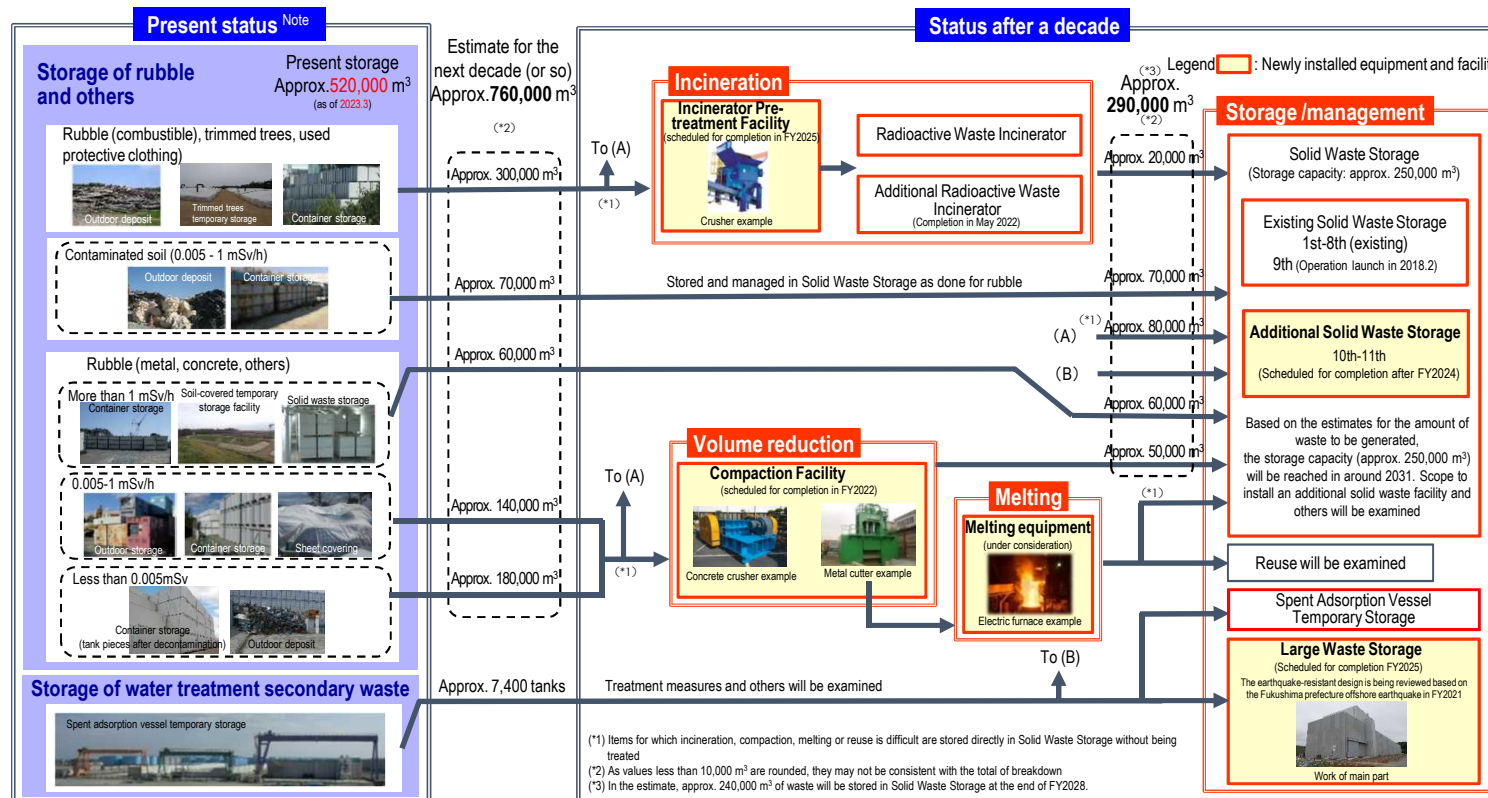 Present status Note
Storage of rubble
and others
Present storage
Approx.520,000 m³
(as of 2023.3)
Rubble (combustible), trimmed trees, used
protective clothing)
Outdoor deposit
Trimmed trees
temporary storage
Container storage
Contaminated soil (0.005 - 1 mSv/h)
Outdoor deposit
Container storage
Rubble (metal, concrete, others)
More than 1 mSv/h
Container storage
Soil-covered temporary
storage facility
Solid waste storage
0.005-1 mSv/h
Outdoor storage
Container storage
Sheet covering
Less than 0.005mSv
Container storage
(tank pieces after decontamination)
Outdoor deposit
Storage of water treatment secondary waste
Spent adsorption vessel temporary storage
Estimate for the
next decade (or so)
Approx.760,000 m³
(*2)
Approx. 300,000 m³
Approx. 70,000 m³
Approx. 60,000 m³
Approx. 140,000 m³
Approx. 180,000 m³
Approx. 7,400 tanks
Status after a decade
Legend : Newly installed equipment and facilit
To (A)
(*1)
Incineration
Incinerator Pre-
treatment Facility
(scheduled for completion in FY2025)
Crusher example
Radioactive Waste Incinerator
Additional Radioactive Waste
Incinerator
(Completion in May 2022)
Stored and managed in Solid Waste Storage as done for rubble
To (A)
(*1)
Volume reduction
Compaction Facility
(scheduled for completion in FY2022)
Concrete crusher example
Metal cutter example
Melting
Melting equipment
(under consideration)
Electric furnace example
(*1)
To (B)
Treatment measures and others will be examined
(*3)
Approx.
290,000 m³
(*2)
Approx. 20,000 m³
Approx. 70,000 m³
(A)
(*1)
Approx. 80,000 m³
(B)
Approx. 60,000 m³
Approx. 50,000 m³
Storage /management
Solid Waste Storage
(Storage capacity: approx. 250,000 m³)
Existing Solid Waste Storage
1st-8th (existing)
9th (Operation launch in 2018.2)
Additional Solid Waste Storage
10th-11th
(Scheduled for completion after FY2024)
Based on the estimates for the amount of
waste to be generated,
the storage capacity (approx. 250,000 m³)
will be reached in around 2031. Scope to
install an additional solid waste facility and
others will be examined
Reuse will be examined
Spent Adsorption Vessel
Temporary Storage
Large Waste Storage
(Scheduled for completion FY2025)
The earthquake-resistant design is being reviewed based on
the Fukushima prefecture offshore earthquake in FY2021
Work of main part
(*1) Items for which incineration, compaction, melting or reuse is difficult are stored directly in Solid Waste Storage without being
treated
(*2) As values less than 10,000 m³ are rounded, they may not be consistent with the total of breakdown
(*3) In the estimate, approx. 240,000 m³ of waste will be stored in Solid Waste Storage at the end of FY2028.